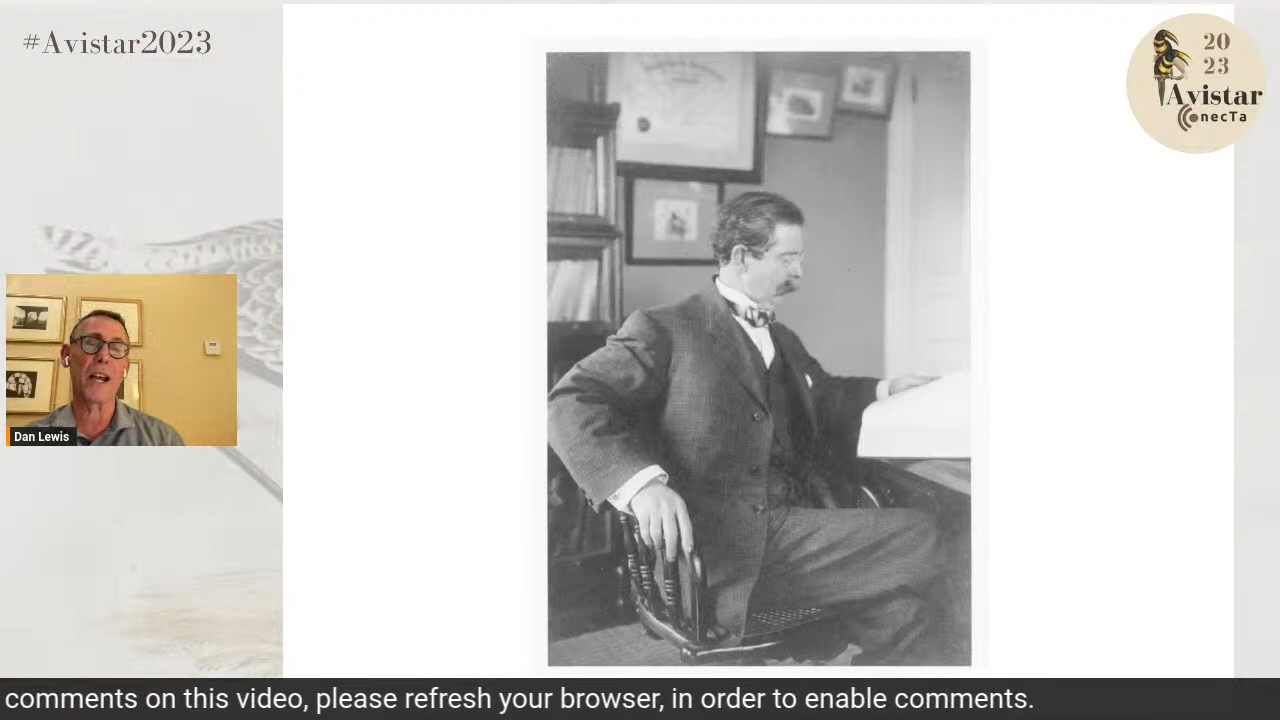 #Avistar2023
20
23
Avistar
necTa
Dan Lewis
comments on this video, please refresh your browser, in order to enable comments.